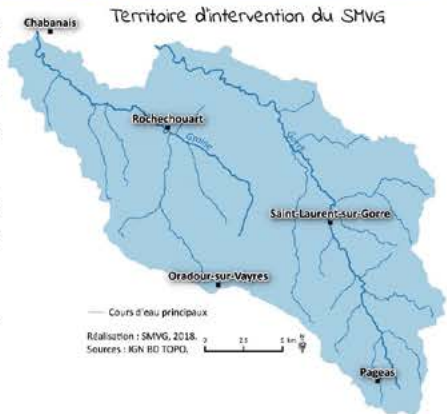 Territoire d'intervention du SMVG
Chabanais
Rochechouart
Graine
Gorre
Saint-Laurent-sur-Gorre
Oradour-sur-Vayres
Cours d'eau principaux
Réalisation : SMVG, 2018.
Sources : IGN BD TOPO.
0 2.5 5 km
N
Pageas